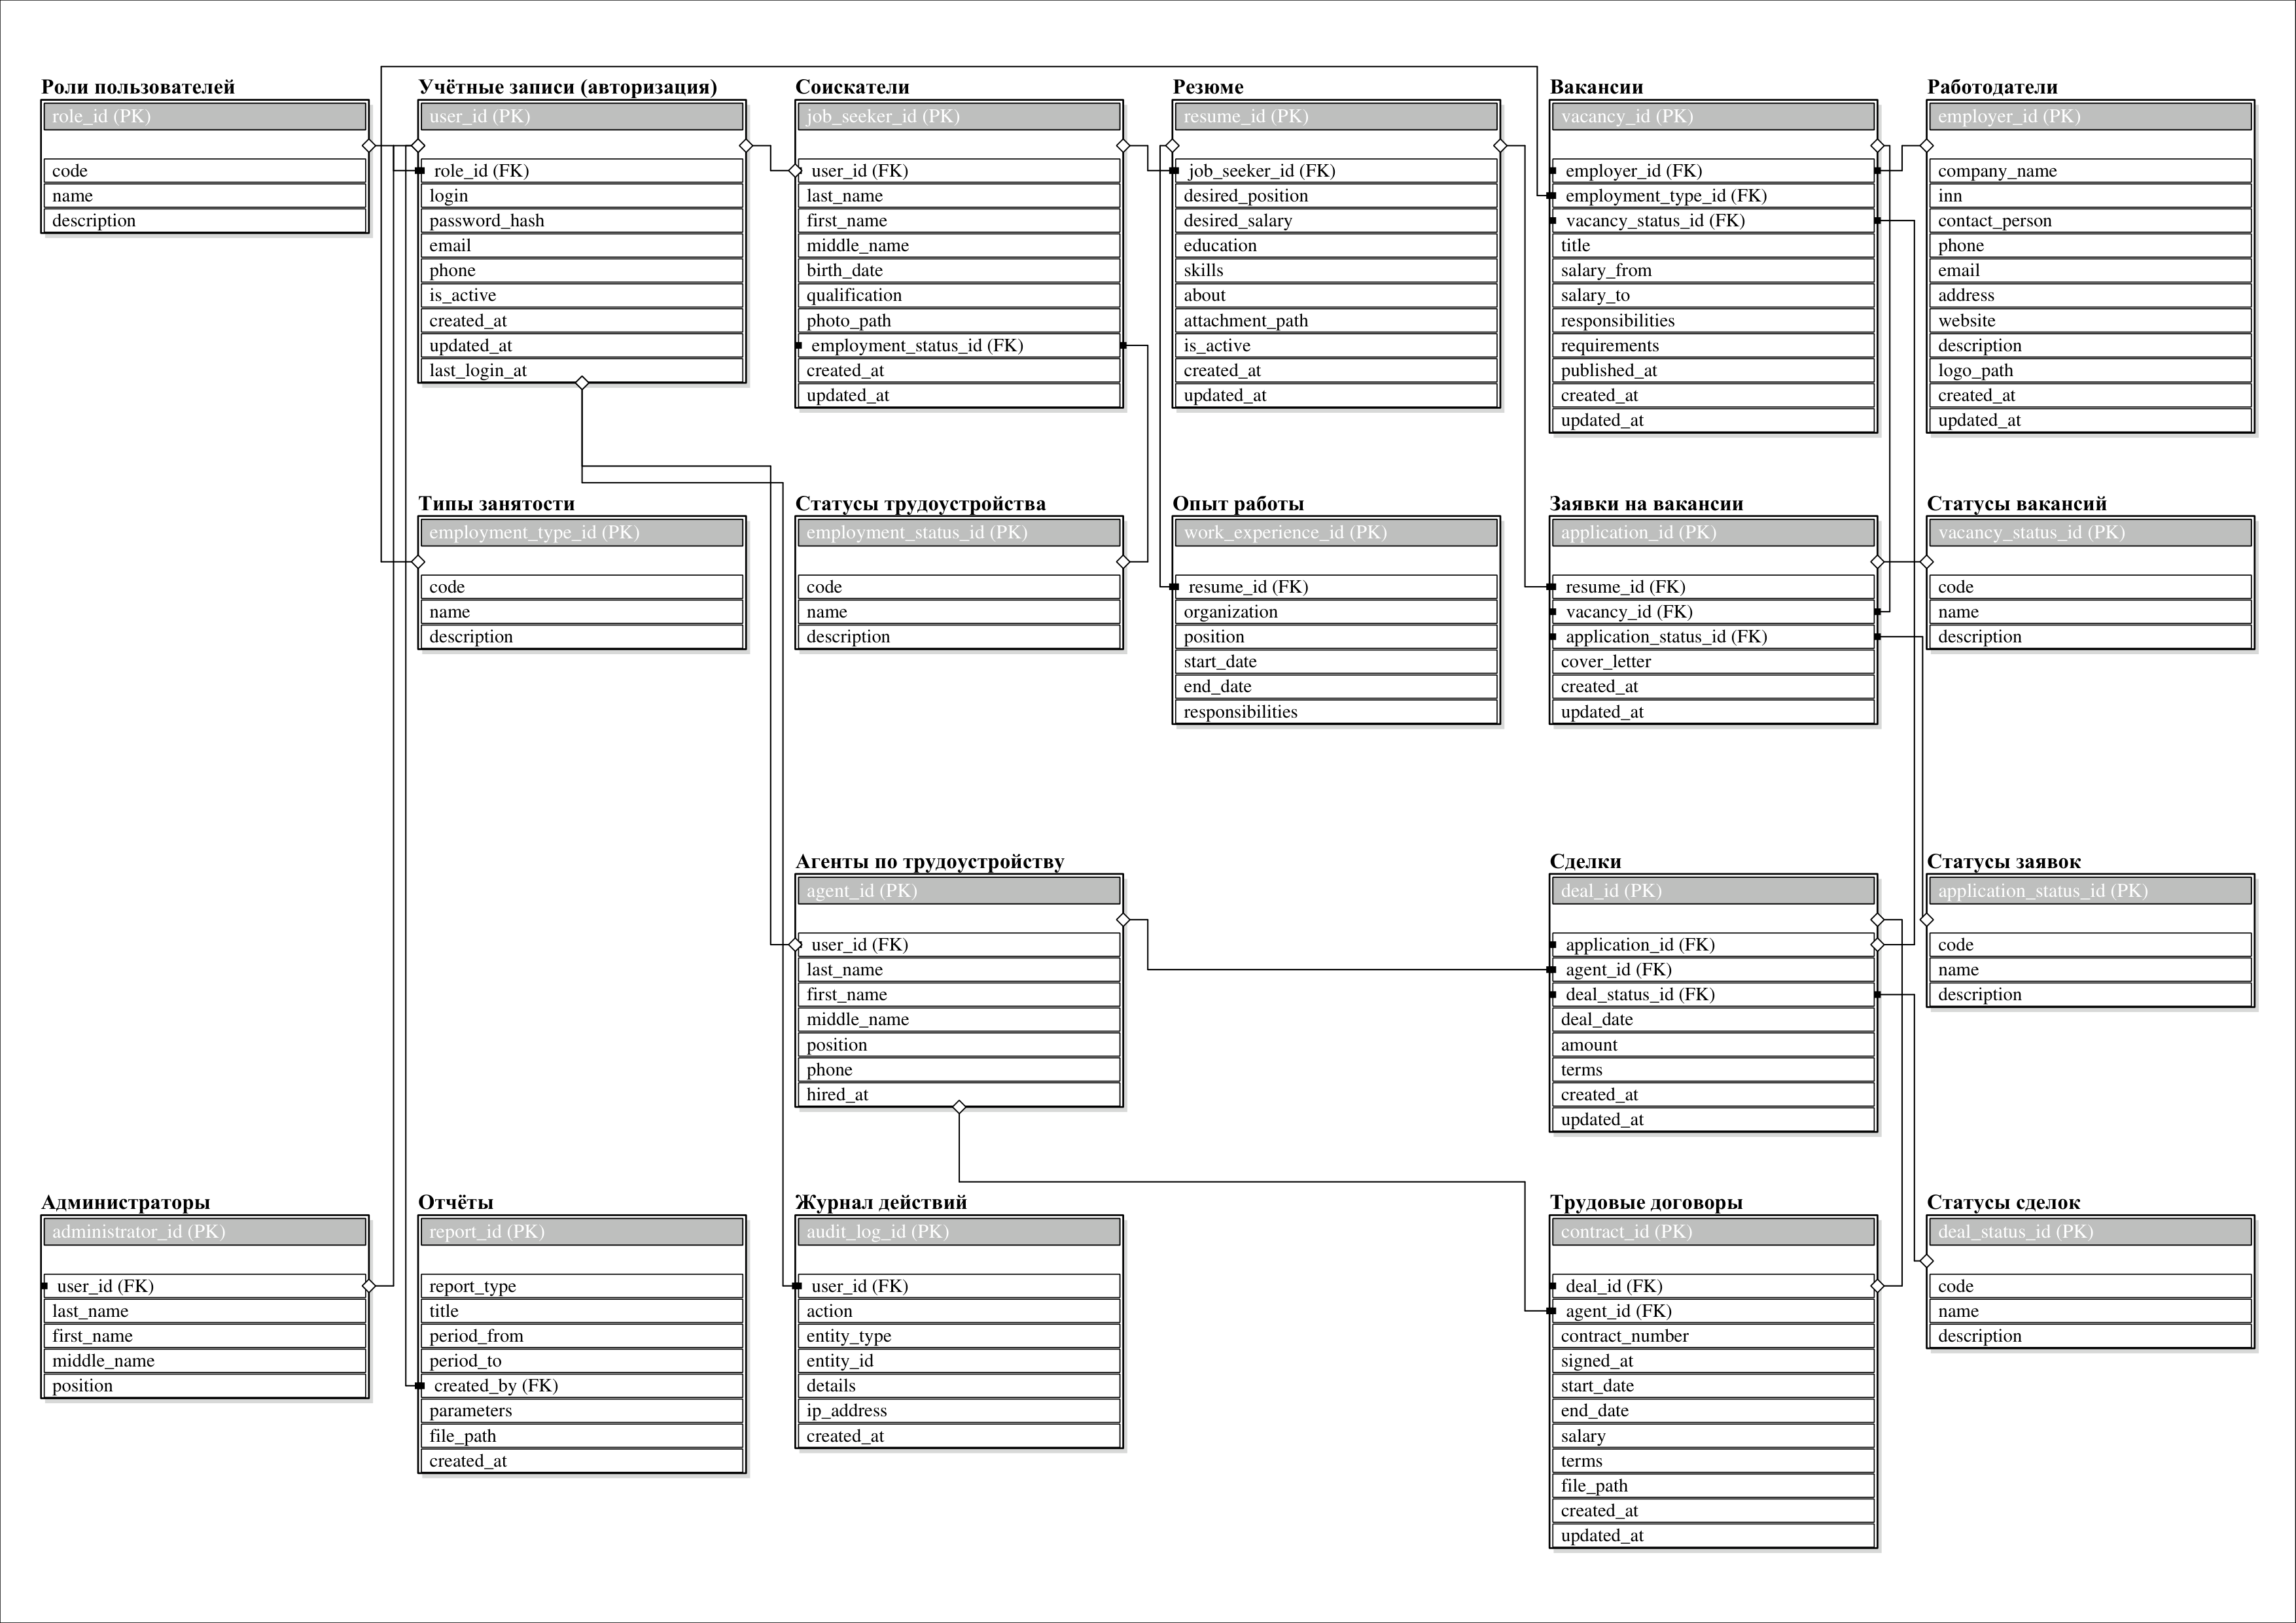 Роли пользователей
role_id (PK)
code
name
description
Учётные записи (авторизация)
user_id (PK)
role_id (FK)
login
password_hash
email
phone
is_active
created_at
updated_at
last_login_at
Соискатели
job_seeker_id (PK)
user_id (FK)
last_name
first_name
middle_name
birth_date
qualification
photo_path
employment_status_id (FK)
created_at
updated_at
Резюме
resume_id (PK)
job_seeker_id (FK)
desired_position
desired_salary
education
skills
about
attachment_path
is_active
created_at
updated_at
Вакансии
vacancy_id (PK)
employer_id (FK)
employment_type_id (FK)
vacancy_status_id (FK)
title
salary_from
salary_to
responsibilities
requirements
published_at
created_at
updated_at
Работодатели
employer_id (PK)
company_name
inn
contact_person
phone
email
address
website
description
logo_path
created_at
updated_at
Типы занятости
employment_type_id (PK)
code
name
description
Статусы трудоустройства
employment_status_id (PK)
code
name
description
Опыт работы
work_experience_id (PK)
resume_id (FK)
organization
position
start_date
end_date
responsibilities
Заявки на вакансии
application_id (PK)
resume_id (FK)
vacancy_id (FK)
application_status_id (FK)
cover_letter
created_at
updated_at
Статусы вакансий
vacancy_status_id (PK)
code
name
description
Агенты по трудоустройству
agent_id (PK)
user_id (FK)
last_name
first_name
middle_name
position
phone
hired_at
Сделки
deal_id (PK)
application_id (FK)
agent_id (FK)
deal_status_id (FK)
deal_date
amount
terms
created_at
updated_at
Статусы заявок
application_status_id (PK)
code
name
description
Администраторы
administrator_id (PK)
user_id (FK)
last_name
first_name
middle_name
position
Отчёты
report_id (PK)
report_type
title
period_from
period_to
created_by (FK)
parameters
file_path
created_at
Журнал действий
audit_log_id (PK)
user_id (FK)
action
entity_type
entity_id
details
ip_address
created_at
Трудовые договоры
contract_id (PK)
deal_id (FK)
agent_id (FK)
contract_number
signed_at
start_date
end_date
salary
terms
file_path
created_at
updated_at
Статусы сделок
deal_status_id (PK)
code
name
description